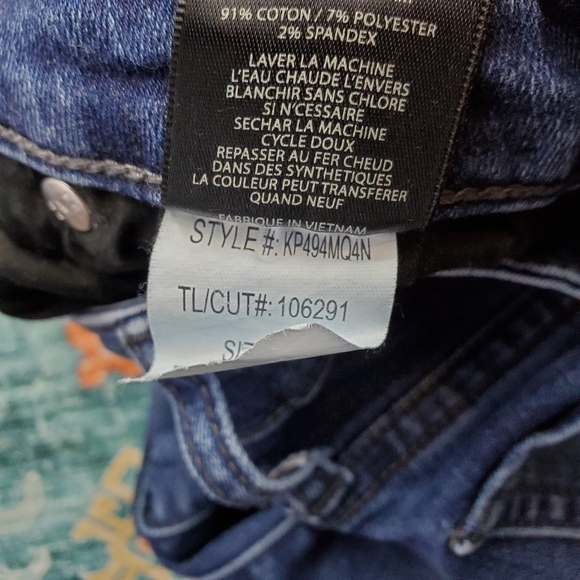 91% COTON / 7% POLYESTER
2% SPANDEX
LAVER LA MACHINE
L'EAU CHAUDE L'ENVERS
BLANCHIR SANS CHLORE
SI N'CESSAIRE
SECHAR LA MACHINE
CYCLE DOUX
REPASSER AU FER CHEUD
DANS DES SYNTHETIQUES
LA COULEUR PEUT TRANSFERER
QUAND NEUF
FABRIQUE IN VIETNAM
STYLE #: KP494MQ4N
TL/CUT#: 106291